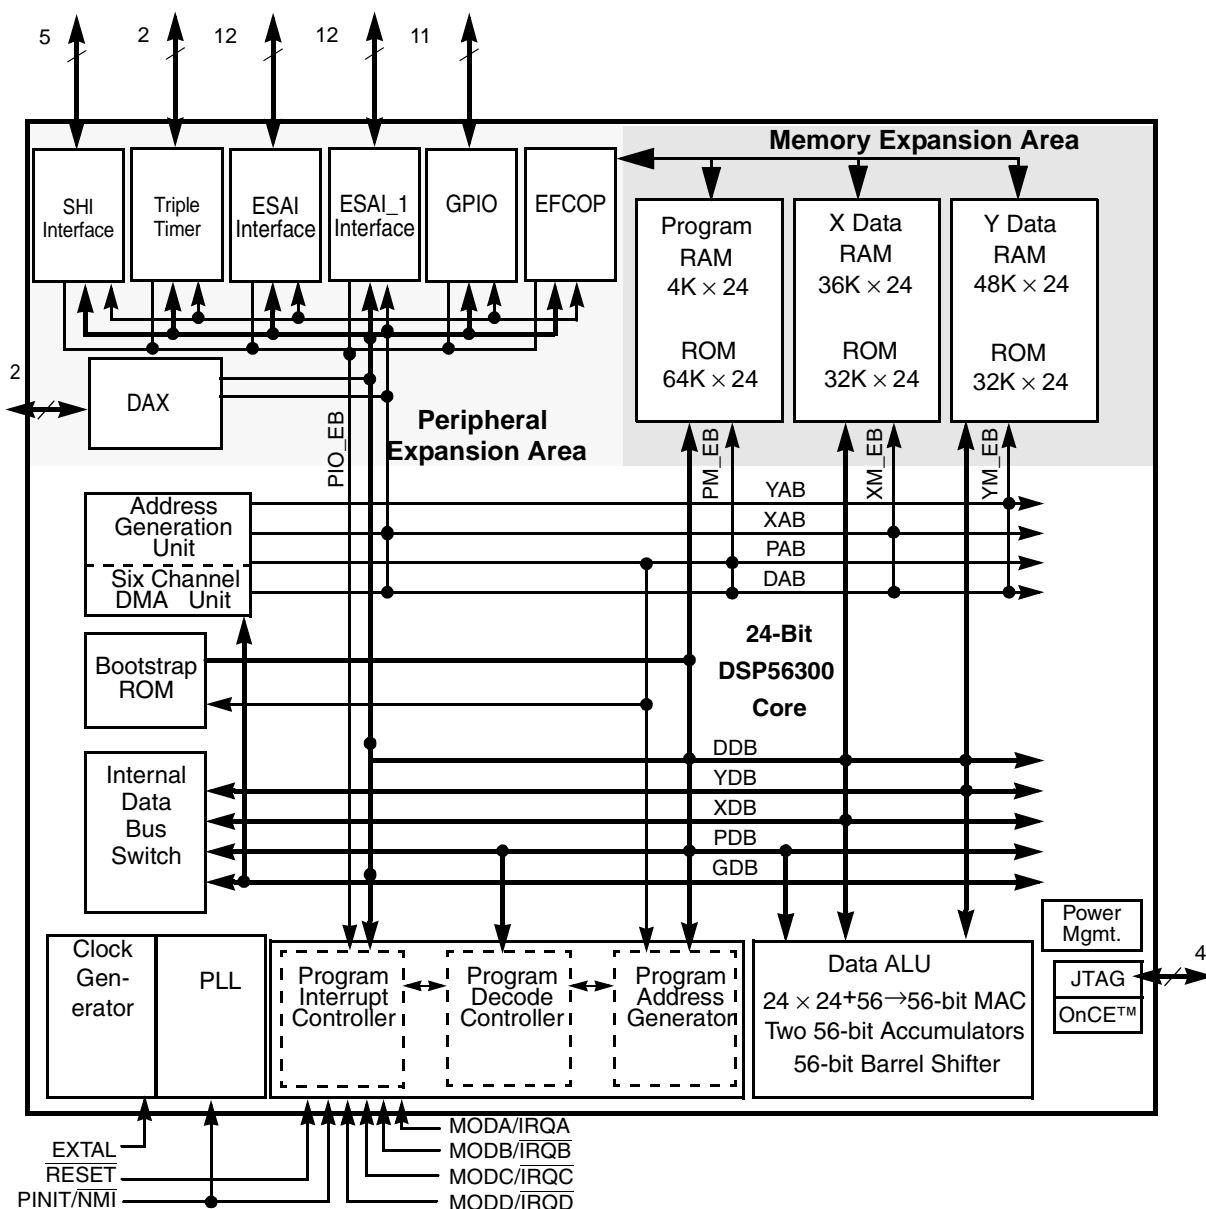 5
2
12
12
11
Memory Expansion Area
SHI
Interface
Triple
Timer
ESAI
Interface
ESAI_1
Interface
GPIO
EFCOP
Program
RAM
4K × 24
ROM
64K × 24
X Data
RAM
36K × 24
ROM
32K × 24
Y Data
RAM
48K × 24
ROM
32K × 24
2
DAX
Peripheral
Expansion Area
PIO_EB
PM_EB
XM_EB
YM_EB
Address
Generation
Unit
Six Channel
DMA Unit
YAB
XAB
PAB
DAB
24-Bit
DSP56300
Core
Bootstrap
ROM
Internal
Data
Bus
Switch
DDB
YDB
XDB
PDB
GDB
Clock
Gen-
erator
PLL
Program
Interrupt
Controller
Program
Decode
Controller
Program
Address
Generator
Data ALU
24 × 24+56→56-bit MAC
Two 56-bit Accumulators
56-bit Barrel Shifter
Power
Mgmt.
JTAG
OnCE™
4
EXTAL
RESET
PINIT/NMI
MODA/IRQA
MODB/IRQB
MODC/IRQC
MODD/IRQD